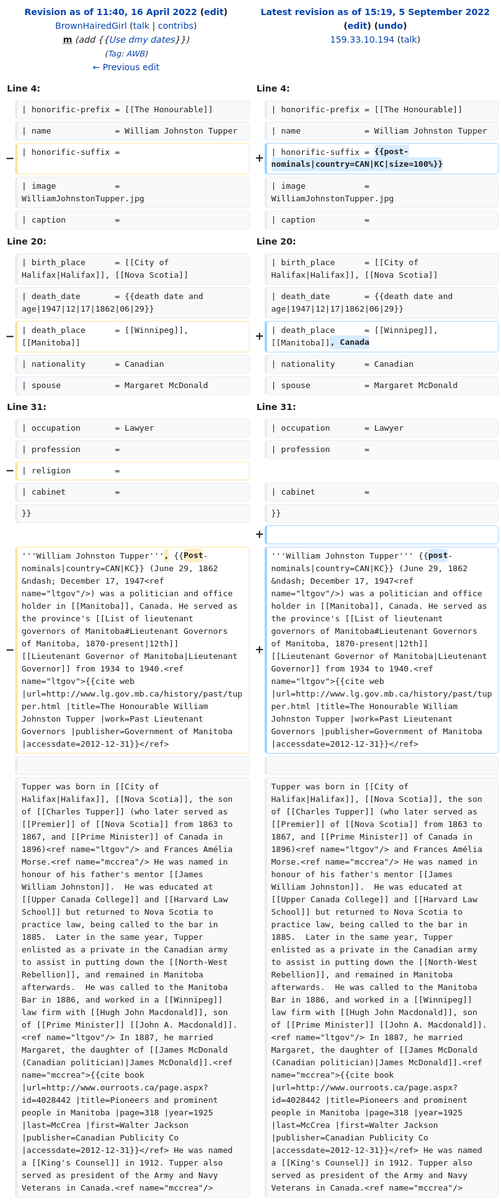 Revision as of 11:40, 16 April 2022 (edit)
BrownHairedGirl (talk | contribs)
m (add {{Use dmy dates}})
(Tag: AWB)
← Previous edit
Latest revision as of 15:19, 5 September 2022
(edit) (undo)
159.33.10.194 (talk)
Line 4:
Line 4:
| honorific-prefix = [[The Honourable]]
| honorific-prefix = [[The Honourable]]
| name = William Johnston Tupper
| name = William Johnston Tupper
− | honorific-suffix =
+ | honorific-suffix = {{post-
nominals|country=CAN|KC|size=100%}}
| image =
WilliamJohnstonTupper.jpg
| image =
WilliamJohnstonTupper.jpg
| caption =
| caption =
Line 20:
Line 20:
| birth_place = [[City of
Halifax|Halifax]], [[Nova Scotia]]
| birth_place = [[City of
Halifax|Halifax]], [[Nova Scotia]]
| death_date = {{death date and
age|1947|12|17|1862|06|29}}
| death_date = {{death date and
age|1947|12|17|1862|06|29}}
− | death_place = [[Winnipeg]],
[[Manitoba]]
+ | death_place = [[Winnipeg]],
[[Manitoba]], Canada
| nationality = Canadian
| nationality = Canadian
| spouse = Margaret McDonald
| spouse = Margaret McDonald
Line 31:
Line 31:
| occupation = Lawyer
| occupation = Lawyer
| profession =
| profession =
− | religion =
| cabinet =
| cabinet =
}}
}}
+
− '''William Johnston Tupper''', {{Post-
nominals|country=CAN|KC}} (June 29, 1862
&ndash; December 17, 1947<ref
name="ltgov"/>) was a politician and office
holder in [[Manitoba]], Canada. He served as
the province's [[List of lieutenant
governors of Manitoba#Lieutenant Governors
of Manitoba, 1870-present|12th]]
[[Lieutenant Governor of Manitoba|Lieutenant
Governor]] from 1934 to 1940.<ref
name="ltgov">{{cite web
|url=http://www.lg.gov.mb.ca/history/past/tup
per.html |title=The Honourable William
Johnston Tupper |work=Past Lieutenant
Governors |publisher=Government of Manitoba
|accessdate=2012-12-31}}</ref>
+ '''William Johnston Tupper''' {{post-
nominals|country=CAN|KC}} (June 29, 1862
&ndash; December 17, 1947<ref
name="ltgov"/>) was a politician and office
holder in [[Manitoba]], Canada. He served as
the province's [[List of lieutenant
governors of Manitoba#Lieutenant Governors
of Manitoba, 1870-present|12th]]
[[Lieutenant Governor of Manitoba|Lieutenant
Governor]] from 1934 to 1940.<ref
name="ltgov">{{cite web
|url=http://www.lg.gov.mb.ca/history/past/tup
per.html |title=The Honourable William
Johnston Tupper |work=Past Lieutenant
Governors |publisher=Government of Manitoba
|accessdate=2012-12-31}}</ref>
Tupper was born in [[City of
Halifax|Halifax]], [[Nova Scotia]], the son
of [[Charles Tupper]] (who later served as
[[Premier]] of [[Nova Scotia]] from 1863 to
1867, and [[Prime Minister]] of Canada in
1896)<ref name="ltgov"/> and Frances Amélia
Morse.<ref name="mccrea"/> He was named in
honour of his father's mentor [[James
William Johnston]]. He was educated at
[[Upper Canada College]] and [[Harvard Law
School]] but returned to Nova Scotia to
practice law, being called to the bar in
1885. Later in the same year, Tupper
enlisted as a private in the Canadian army
to assist in putting down the [[North-West
Rebellion]], and remained in Manitoba
afterwards. He was called to the Manitoba
Bar in 1886, and worked in a [[Winnipeg]]
law firm with [[Hugh John Macdonald]], son
of [[Prime Minister]] [[John A. Macdonald]].
<ref name="ltgov"/> In 1887, he married
Margaret, the daughter of [[James McDonald
(Canadian politician)|James McDonald]].<ref
name="mccrea">{{cite book
|url=http://www.ourroots.ca/page.aspx?
id=4028442 |title=Pioneers and prominent
people in Manitoba |page=318 |year=1925
|last=McCrea |first=Walter Jackson
|publisher=Canadian Publicity Co
|accessdate=2012-12-31}}</ref> He was named
a [[King's Counsel]] in 1912. Tupper also
served as president of the Army and Navy
Veterans in Canada.<ref name="mccrea"/>
Tupper was born in [[City of
Halifax|Halifax]], [[Nova Scotia]], the son
of [[Charles Tupper]] (who later served as
[[Premier]] of [[Nova Scotia]] from 1863 to
1867, and [[Prime Minister]] of Canada in
1896)<ref name="ltgov"/> and Frances Amélia
Morse.<ref name="mccrea"/> He was named in
honour of his father's mentor [[James
William Johnston]]. He was educated at
[[Upper Canada College]] and [[Harvard Law
School]] but returned to Nova Scotia to
practice law, being called to the bar in
1885. Later in the same year, Tupper
enlisted as a private in the Canadian army
to assist in putting down the [[North-West
Rebellion]], and remained in Manitoba
afterwards. He was called to the Manitoba
Bar in 1886, and worked in a [[Winnipeg]]
law firm with [[Hugh John Macdonald]], son
of [[Prime Minister]] [[John A. Macdonald]].
<ref name="ltgov"/> In 1887, he married
Margaret, the daughter of [[James McDonald
(Canadian politician)|James McDonald]].<ref
name="mccrea">{{cite book
|url=http://www.ourroots.ca/page.aspx?
id=4028442 |title=Pioneers and prominent
people in Manitoba |page=318 |year=1925
|last=McCrea |first=Walter Jackson
|publisher=Canadian Publicity Co
|accessdate=2012-12-31}}</ref> He was named
a [[King's Counsel]] in 1912. Tupper also
served as president of the Army and Navy
Veterans in Canada.<ref name="mccrea"/>